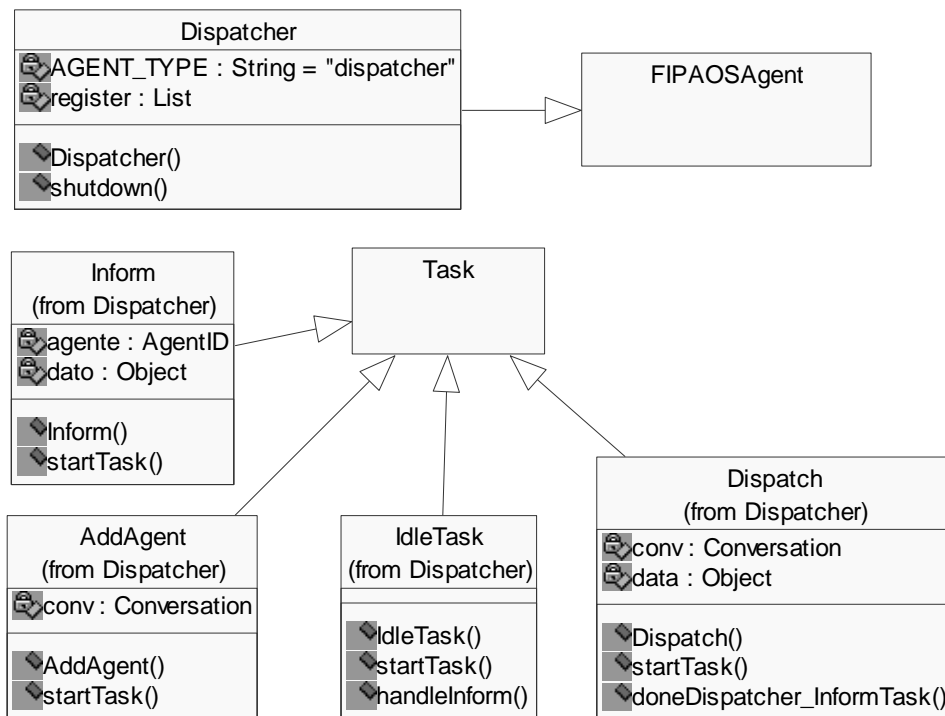 Dispatcher
AGENT_TYPE : String = "dispatcher"
register : List
Dispatcher()
shutdown()
FIPAOSAgent
Inform
(from Dispatcher)
agente : AgentID
dato : Object
Inform()
startTask()
Task
AddAgent
(from Dispatcher)
conv : Conversation
AddAgent()
startTask()
IdleTask
(from Dispatcher)
IdleTask()
startTask()
handleInform()
Dispatch
(from Dispatcher)
conv : Conversation
data : Object
Dispatch()
startTask()
doneDispatcher_InformTask()